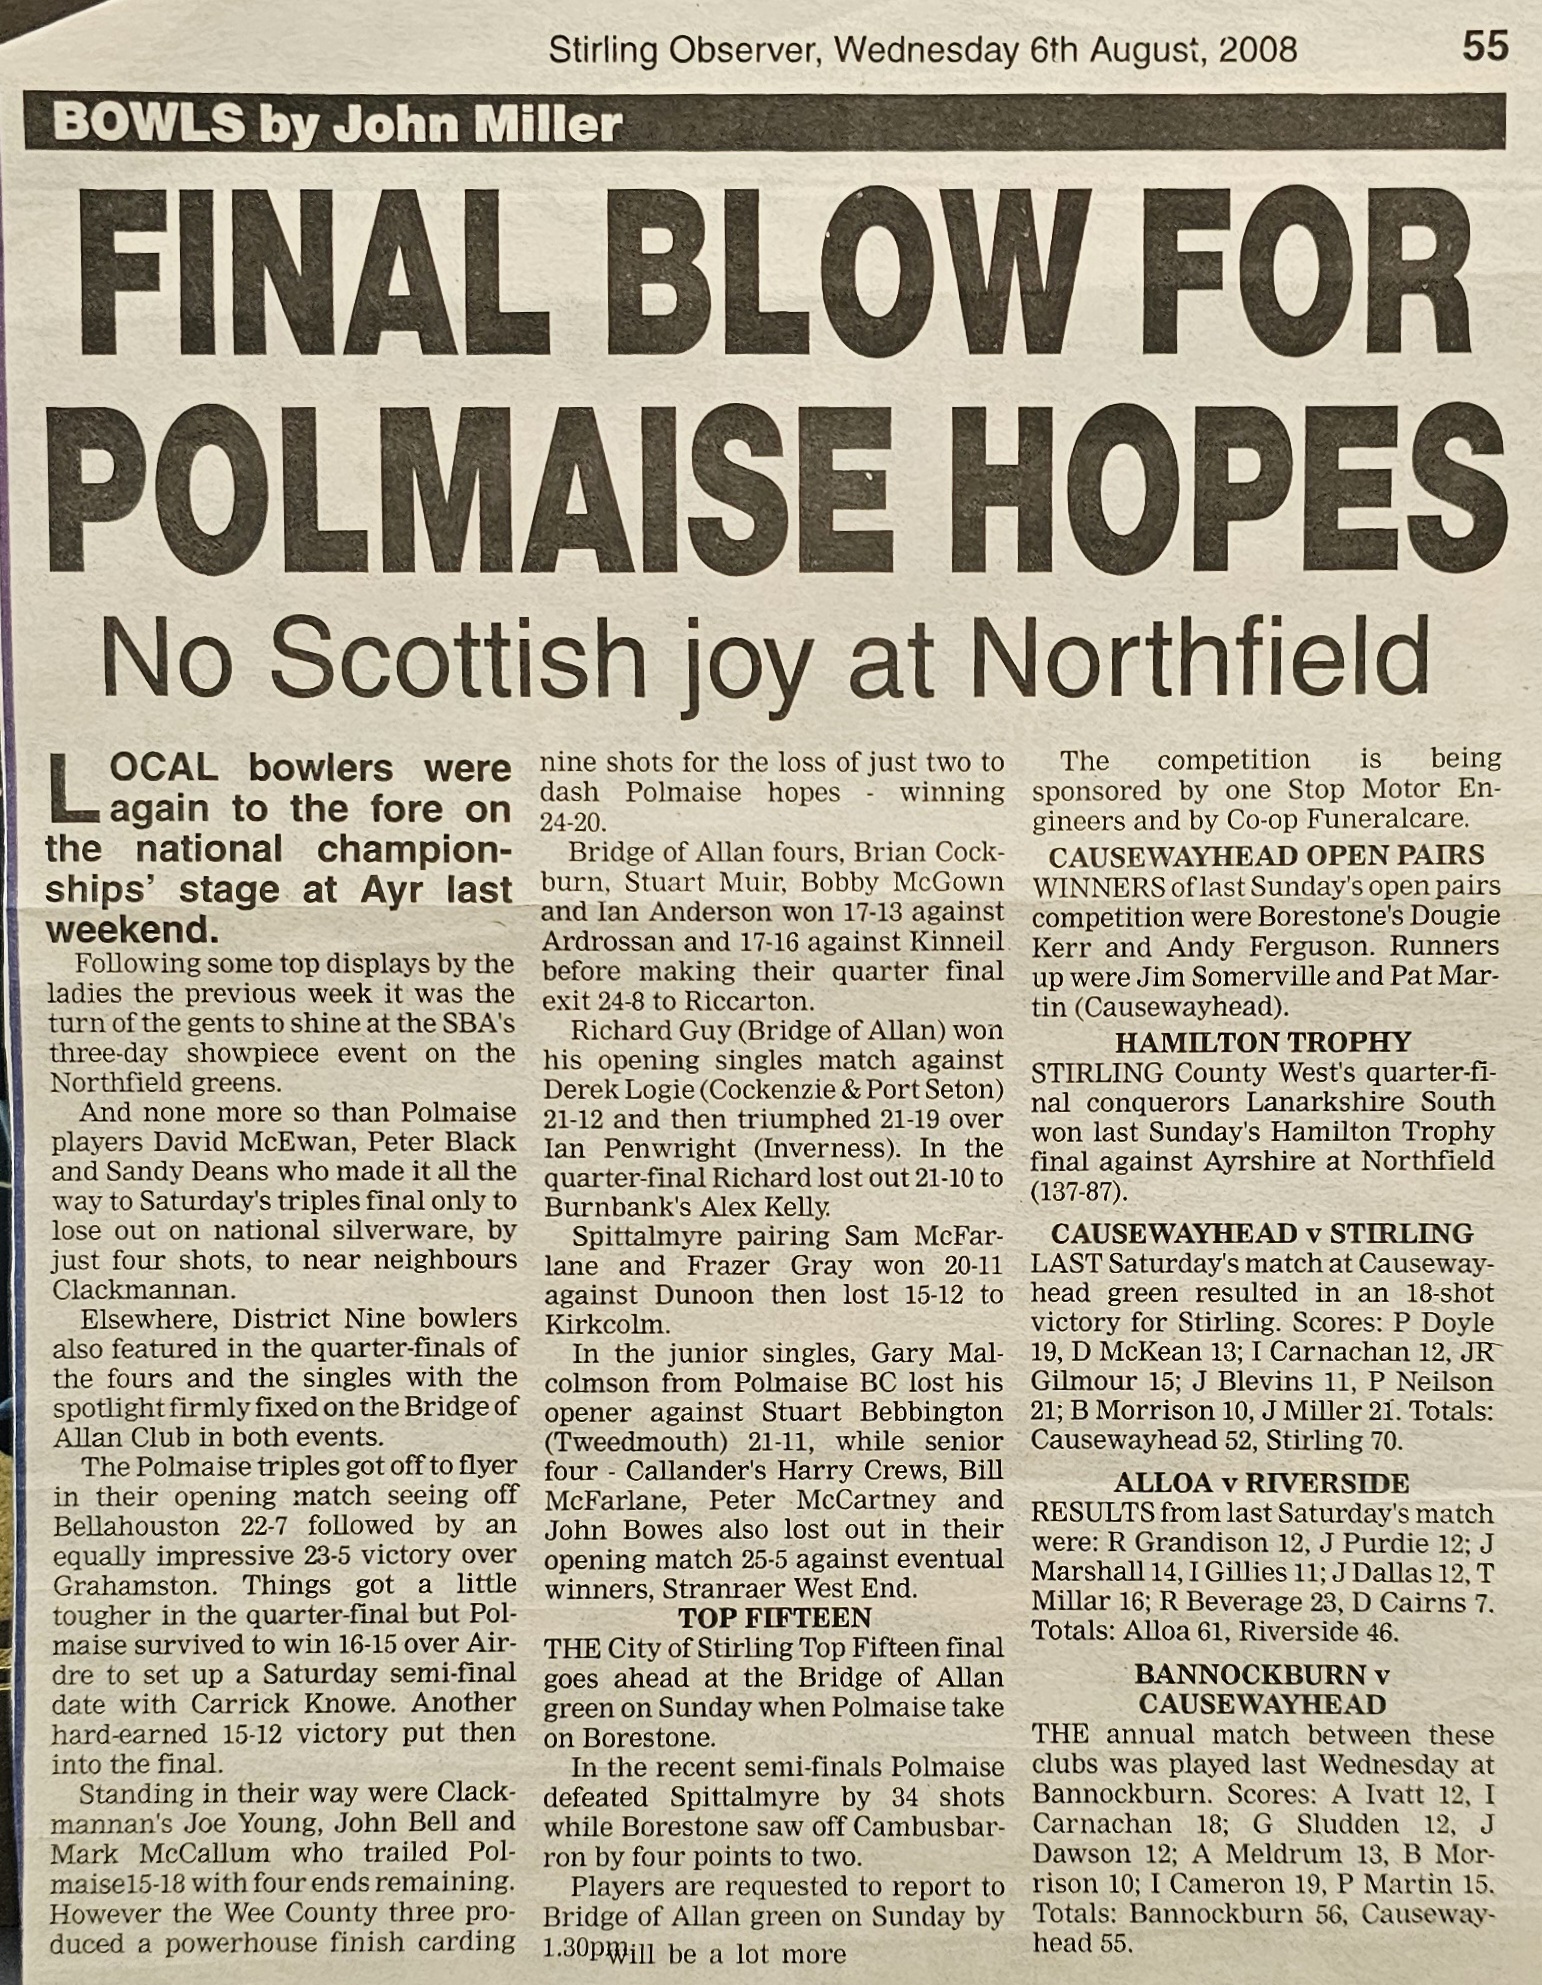 Stirling Observer, Wednesday 6th August, 2008 55
BOWLS by John Miller
FINAL BLOW FOR
POLMAISE HOPES
No Scottish joy at Northfield
LOCAL bowlers were
again to the fore on
the national champion-
ships' stage at Ayr last
weekend.
Following some top displays by the
ladies the previous week it was the
turn of the gents to shine at the SBA's
three-day showpiece event on the
Northfield greens.
And none more so than Polmaise
players David McEwan, Peter Black
and Sandy Deans who made it all the
way to Saturday's triples final only to
lose out on national silverware, by
just four shots, to near neighbours
Clackmannan.
Elsewhere, District Nine bowlers
also featured in the quarter-finals of
the fours and the singles with the
spotlight firmly fixed on the Bridge of
Allan Club in both events.
The Polmaise triples got off to flyer
in their opening match seeing off
Bellahouston 22-7 followed by an
equally impressive 23-5 victory over
Grahamston. Things got a little
tougher in the quarter-final but Pol-
maise survived to win 16-15 over Air-
dre to set up a Saturday semi-final
date with Carrick Knowe. Another
hard-earned 15-12 victory put then
into the final.
Standing in their way were Clack-
mannan's Joe Young, John Bell and
Mark McCallum who trailed Pol-
maise15-18 with four ends remaining.
However the Wee County three pro-
duced a powerhouse finish carding
nine shots for the loss of just two to
dash Polmaise hopes - winning
24-20.
Bridge of Allan fours, Brian Cock-
burn, Stuart Muir, Bobby McGown
and Ian Anderson won 17-13 against
Ardrossan and 17-16 against Kinneil
before making their quarter final
exit 24-8 to Riccarton.
Richard Guy (Bridge of Allan) won
his opening singles match against
Derek Logie (Cockenzie & Port Seton)
21-12 and then triumphed 21-19 over
Ian Penwright (Inverness). In the
quarter-final Richard lost out 21-10 to
Burnbank's Alex Kelly.
Spittalmyre pairing Sam McFar-
lane and Frazer Gray won 20-11
against Dunoon then lost 15-12 to
Kirkcolm.
In the junior singles, Gary Mal-
colmson from Polmaise BC lost his
opener against Stuart Bebbington
(Tweedmouth) 21-11, while senior
four - Callander's Harry Crews, Bill
McFarlane, Peter McCartney and
John Bowes also lost out in their
opening match 25-5 against eventual
winners, Stranraer West End.
TOP FIFTEEN
THE City of Stirling Top Fifteen final
goes ahead at the Bridge of Allan
green on Sunday when Polmaise take
on Borestone.
In the recent semi-finals Polmaise
defeated Spittalmyre by 34 shots
while Borestone saw off Cambusbar-
ron by four points to two.
Players are requested to report to
Bridge of Allan green on Sunday by
1.30pm.
will be a lot more
The competition is being
sponsored by one Stop Motor En-
gineers and by Co-op Funeralcare.
CAUSEWAYHEAD OPEN PAIRS
WINNERS of last Sunday's open pairs
competition were Borestone's Dougie
Kerr and Andy Ferguson. Runners
up were Jim Somerville and Pat Mar-
tin (Causewayhead).
HAMILTON TROPHY
STIRLING County West's quarter-fi-
nal conquerors Lanarkshire South
won last Sunday's Hamilton Trophy
final against Ayrshire at Northfield
(137-87).
CAUSEWAYHEAD v STIRLING
LAST Saturday's match at Causeway-
head green resulted in an 18-shot
victory for Stirling. Scores: P Doyle
19, D McKean 13; I Carnachan 12, JR
Gilmour 15; J Blevins 11, P Neilson
21; B Morrison 10, J Miller 21. Totals:
Causewayhead 52, Stirling 70.
ALLOA v RIVERSIDE
RESULTS from last Saturday's match
were: R Grandison 12, J Purdie 12; J
Marshall 14, I Gillies 11; J Dallas 12, T
Millar 16; R Beverage 23, D Cairns 7.
Totals: Alloa 61, Riverside 46.
BANNOCKBURN v
CAUSEWAYHEAD
THE annual match between these
clubs was played last Wednesday at
Bannockburn. Scores: A Ivatt 12, I
Carnachan 18; G Sludden 12, J
Dawson 12; A Meldrum 13, B Mor-
rison 10; I Cameron 19, P Martin 15.
Totals: Bannockburn 56, Causeway-
head 55.